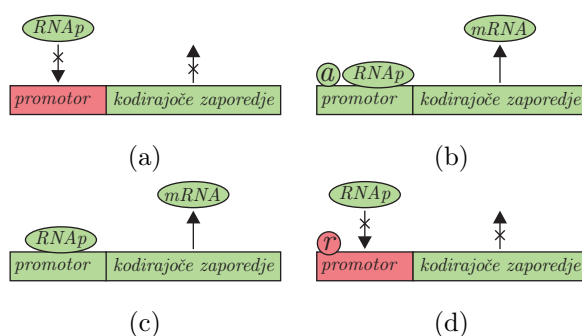 RNAp
promotor kodirajoče zaporedje
(a)
mRNA
a RNAp
promotor kodirajoče zaporedje
(b)
mRNA
RNAp
promotor kodirajoče zaporedje
(c)
RNAp
r
promotor kodirajoče zaporedje
(d)